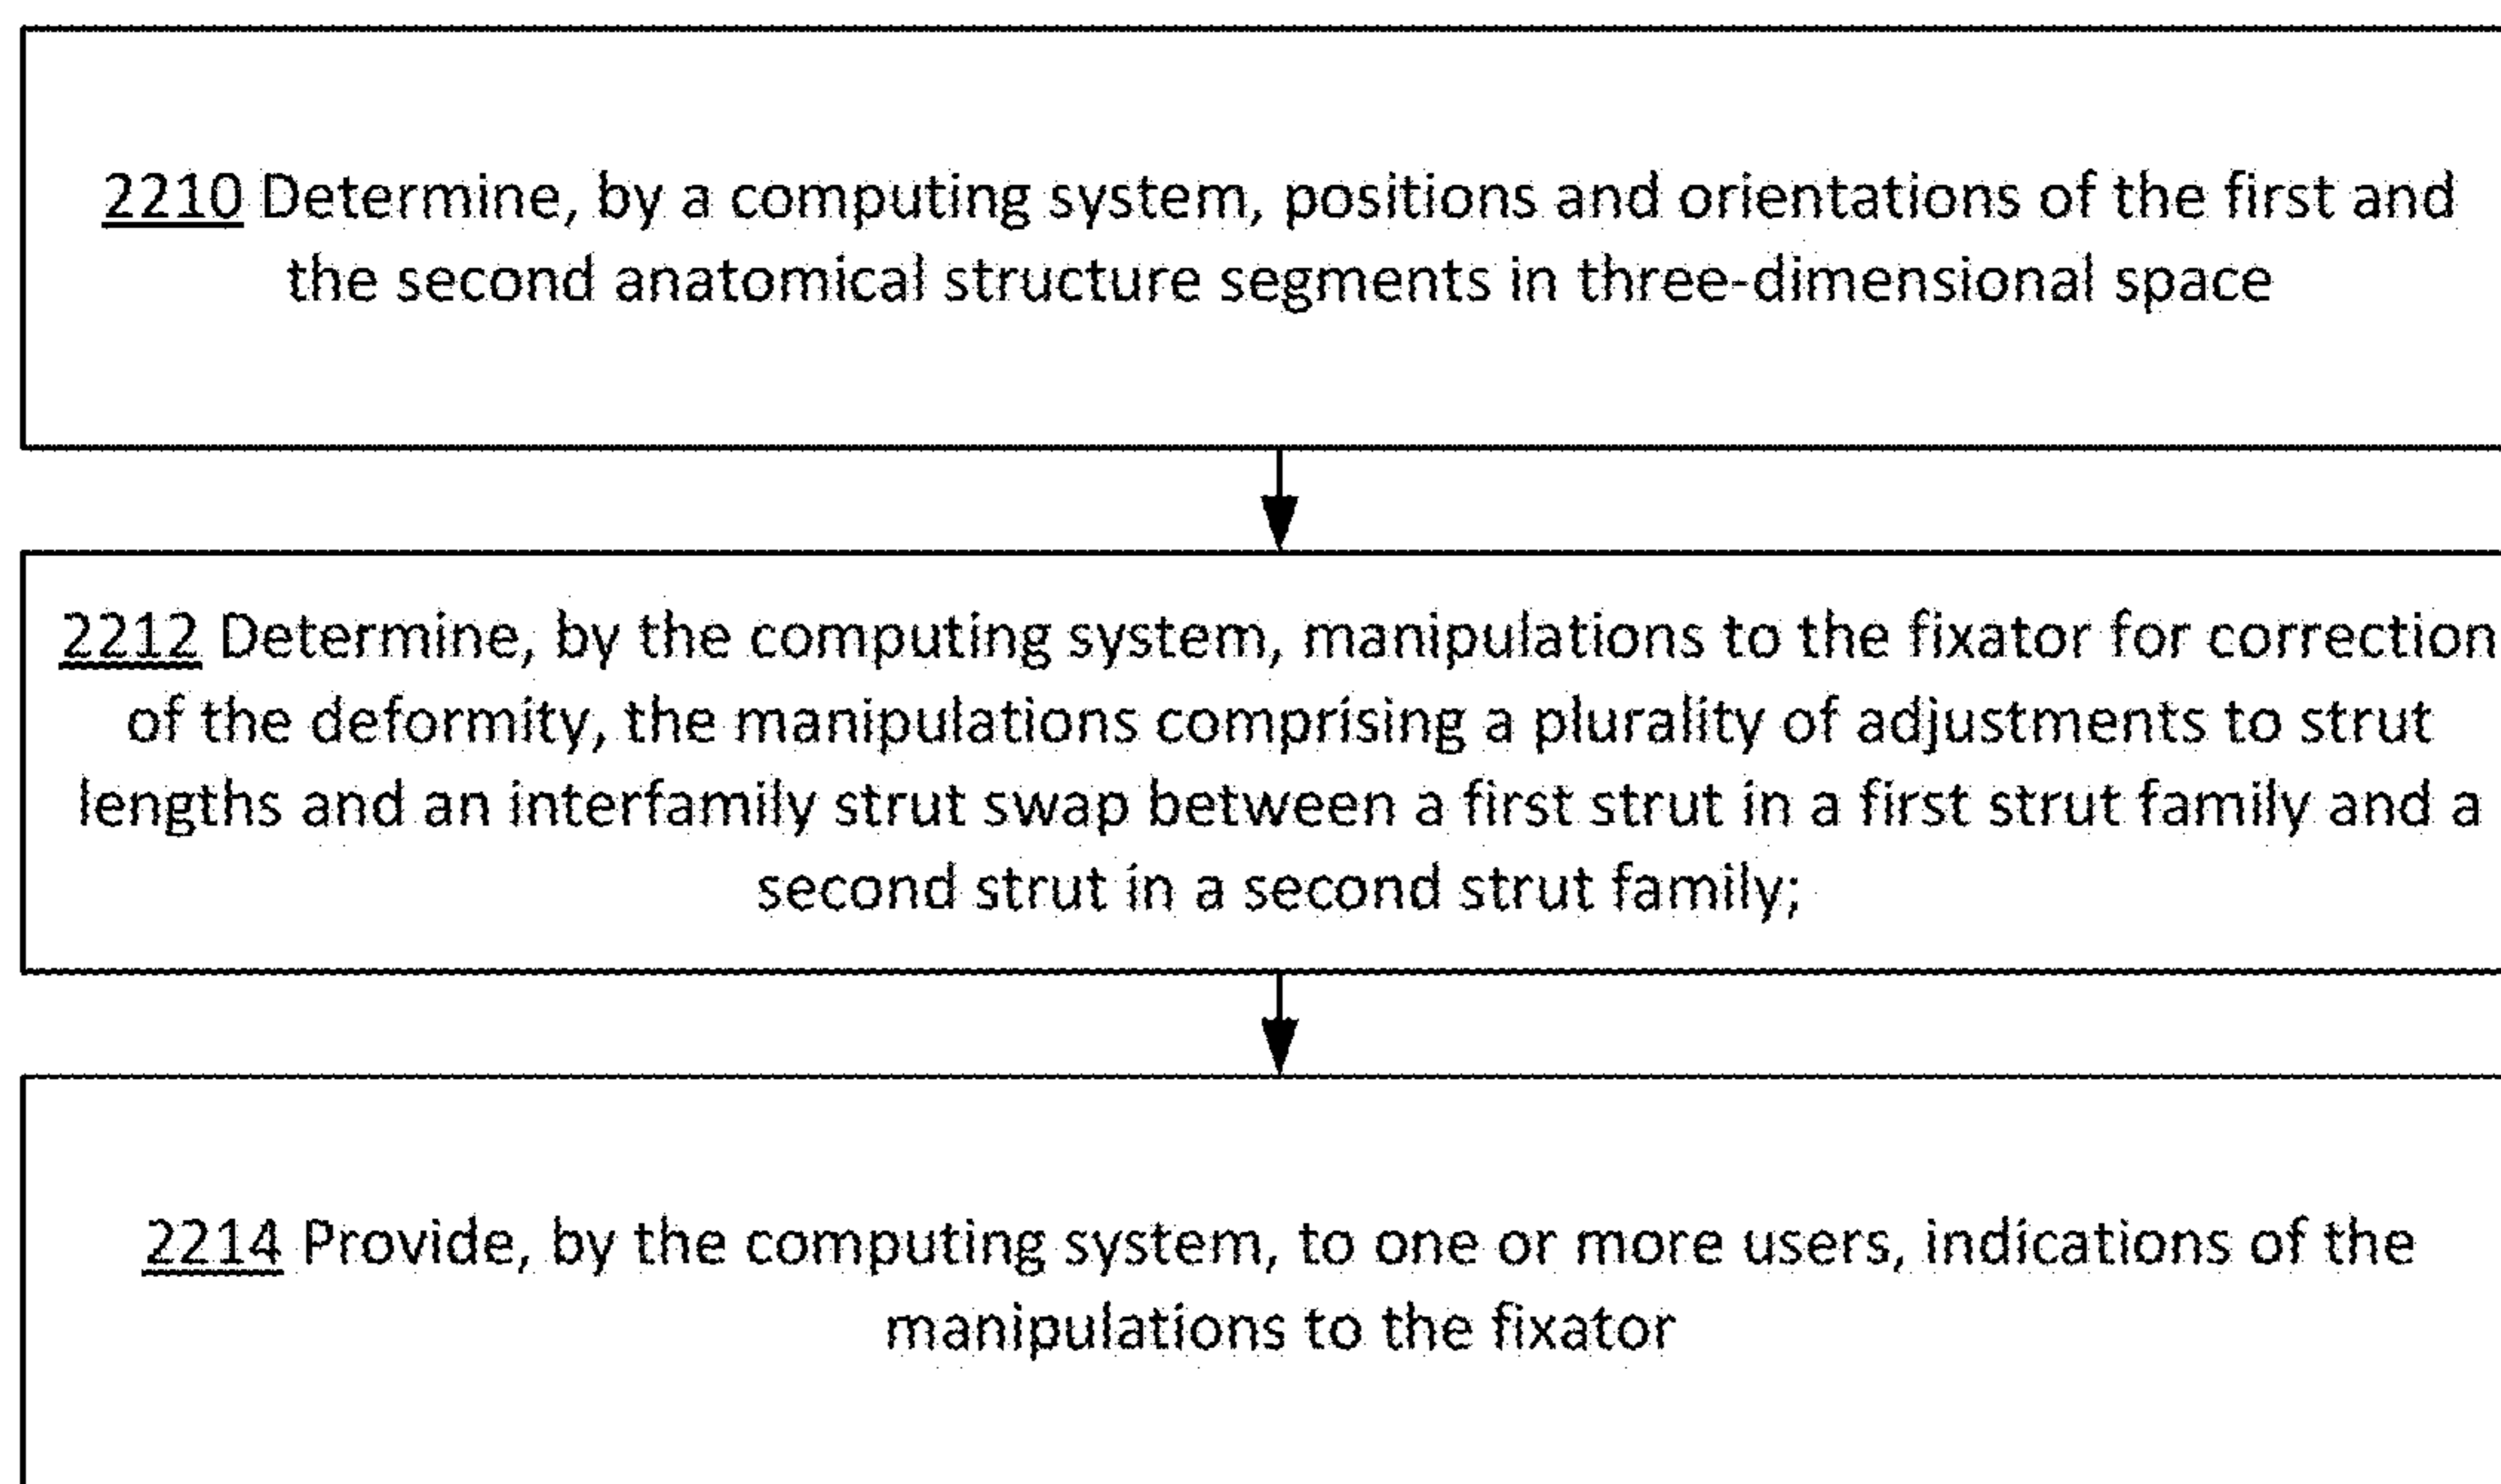 2210 Determine, by a computing system, positions and orientations of the first and
the second anatomical structure segments in three-dimensional space
2212 Determine, by the computing system, manipulations to the fixator for correction
of the deformity, the manipulations comprising a plurality of adjustments to strut
lengths and an interfamily strut swap between a first strut in a first strut family and a
second strut in a second strut family;
2214 Provide, by the computing system, to one or more users, indications of the
manipulations to the fixator